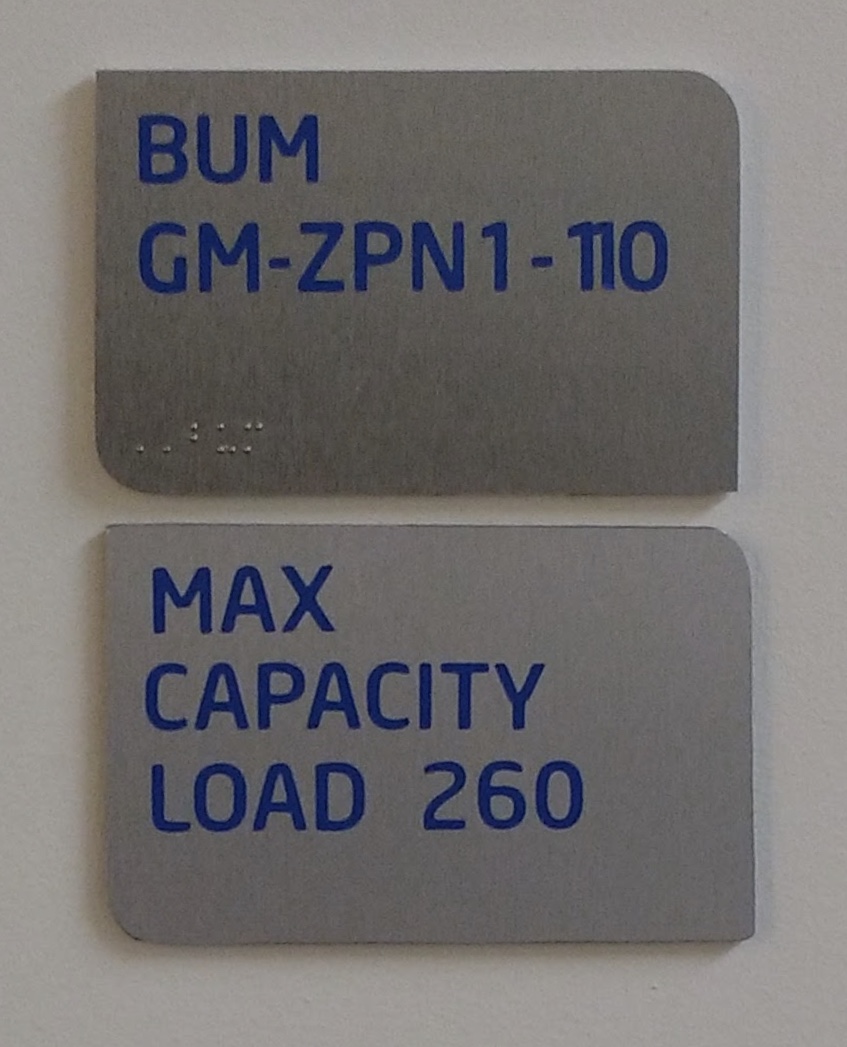 BUM
GM-ZPN1-110
MAX
CAPACITY
LOAD 260